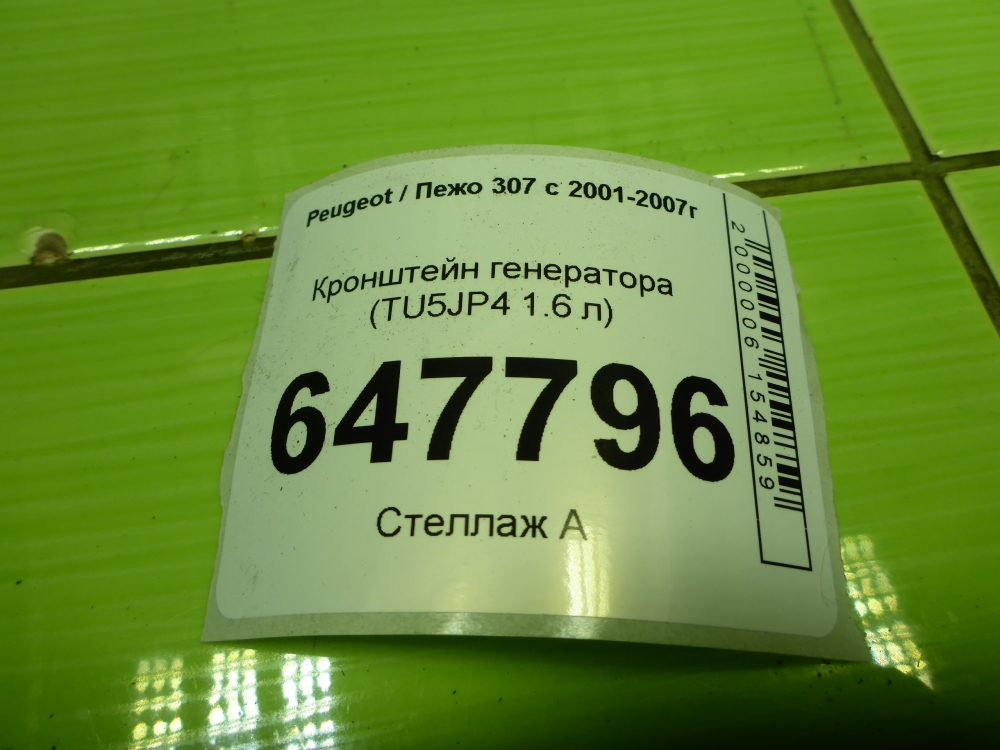 Peugeot / Пежо 307 с 2001-2007г
Кронштейн генератора
(TU5JP4 1.6 л)
647796
Стеллаж А
2000006154859